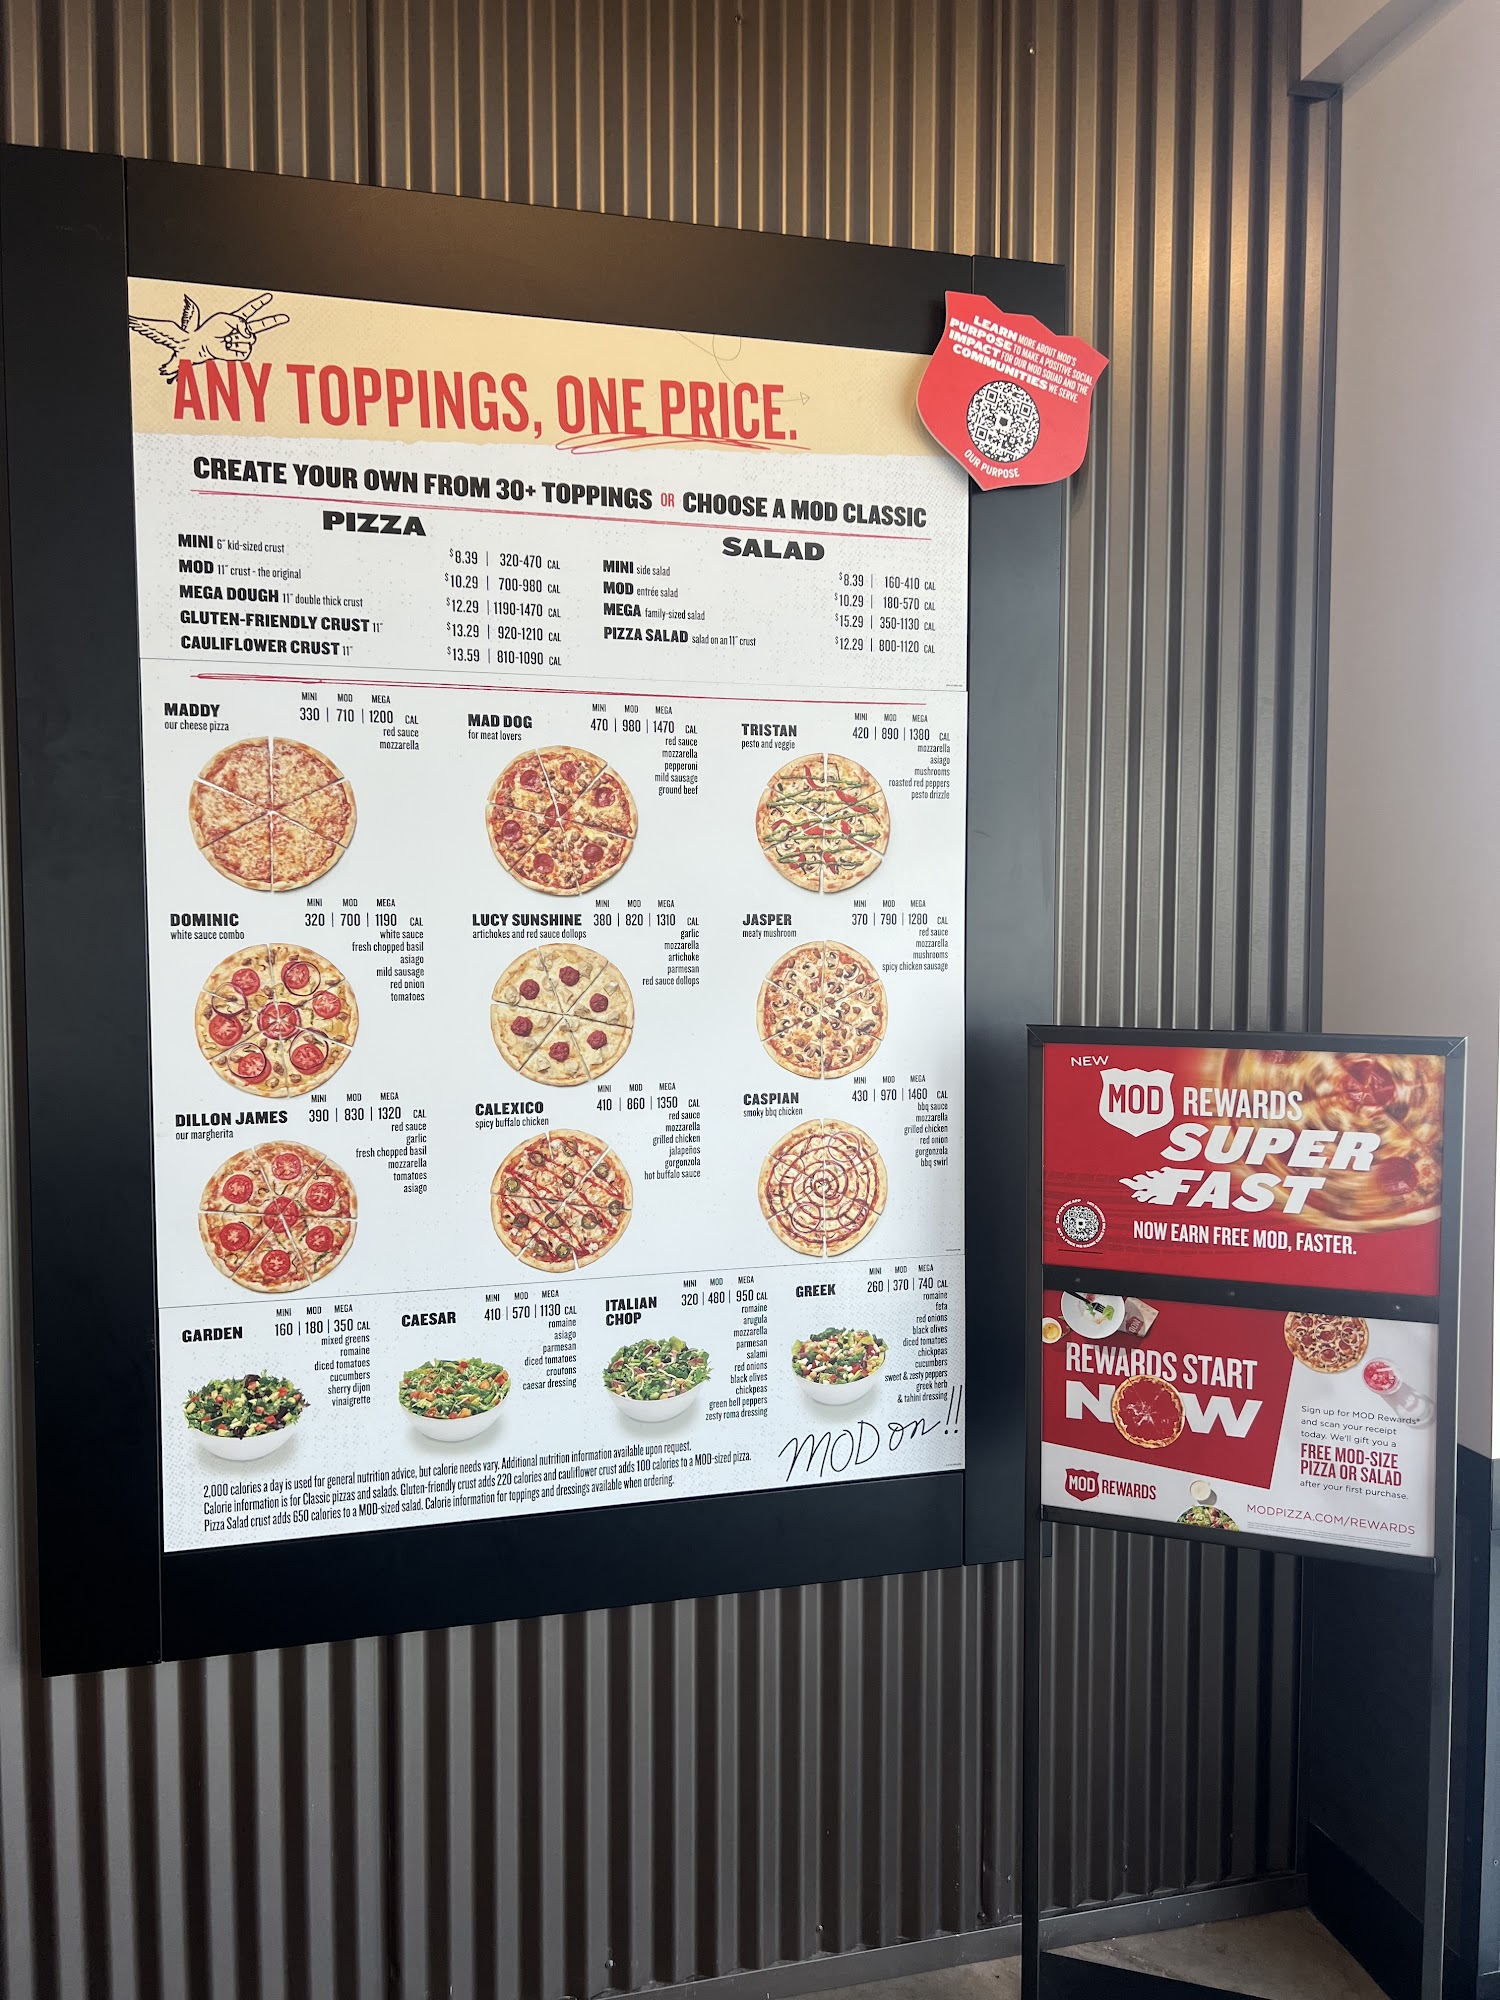 ANY TOPPINGS, ONE PRICE.
LEARN MORE ABOUT MOD'S
PURPOSE TO MAKE A POSITIVE SOCIAL
IMPACT FOR OUR MOD SQUAD AND THE
COMMUNITIES WE SERVE.
OUR PURPOSE
CREATE YOUR OWN FROM 30+ TOPPINGS OR CHOOSE A MOD CLASSIC
PIZZA
MINI 6" kid-sized crust $8.39 | 320-470 CAL
MOD 11" crust - the original $10.29 | 700-980 CAL
MEGA DOUGH 11" double thick crust $12.29 | 1190-1470 CAL
GLUTEN-FRIENDLY CRUST 11" $13.29 | 920-1210 CAL
CAULIFLOWER CRUST 11" $13.59 | 810-1090 CAL
SALAD
MINI side salad $8.39 | 160-410 CAL
MOD entrée salad $10.29 | 180-570 CAL
MEGA family-sized salad $15.29 | 350-1130 CAL
PIZZA SALAD salad on an 11" crust $12.29 | 800-1120 CAL
MINI MOD MEGA
MADDY 330 | 710 | 1200 CAL
our cheese pizza
red sauce
mozzarella
MINI MOD MEGA
MAD DOG 470 | 980 | 1470 CAL
for meat lovers
red sauce
mozzarella
pepperoni
mild sausage
ground beef
MINI MOD MEGA
TRISTAN 420 | 890 | 1380 CAL
pesto and veggie
mozzarella
asiago
mushrooms
roasted red peppers
pesto drizzle
MINI MOD MEGA
DOMINIC 320 | 700 | 1190 CAL
white sauce combo
white sauce
fresh chopped basil
asiago
mild sausage
red onion
tomatoes
MINI MOD MEGA
LUCY SUNSHINE 380 | 820 | 1310 CAL
artichokes and red sauce dollops
garlic
mozzarella
artichoke
parmesan
red sauce dollops
MINI MOD MEGA
JASPER 370 | 790 | 1280 CAL
meaty mushroom
red sauce
mozzarella
mushrooms
spicy chicken sausage
MINI MOD MEGA
DILLON JAMES 390 | 830 | 1320 CAL
our margherita
red sauce
garlic
fresh chopped basil
mozzarella
tomatoes
asiago
MINI MOD MEGA
CALEXICO 410 | 860 | 1350 CAL
spicy buffalo chicken
red sauce
mozzarella
grilled chicken
jalapeños
gorgonzola
hot buffalo sauce
MINI MOD MEGA
CASPIAN 430 | 970 | 1460 CAL
smoky bbq chicken
bbq sauce
mozzarella
grilled chicken
red onion
gorgonzola
bbq swirl
MINI MOD MEGA
GARDEN 160 | 180 | 350 CAL
mixed greens
romaine
diced tomatoes
cucumbers
sherry dijon
vinaigrette
MINI MOD MEGA
CAESAR 410 | 570 | 1130 CAL
romaine
asiago
parmesan
diced tomatoes
croutons
caesar dressing
MINI MOD MEGA
ITALIAN 320 | 480 | 950 CAL
CHOP
romaine
arugula
mozzarella
parmesan
salami
red onions
black olives
chickpeas
green bell peppers
zesty roma dressing
MINI MOD MEGA
GREEK 260 | 370 | 740 CAL
romaine
feta
red onions
black olives
diced tomatoes
chickpeas
cucumbers
sweet & zesty peppers
greek herb
& tahini dressing
MOD on!!
2,000 calories a day is used for general nutrition advice, but calorie needs vary. Additional nutrition information available upon request.
Calorie information is for Classic pizzas and salads. Gluten-friendly crust adds 220 calories and cauliflower crust adds 100 calories to a MOD-sized pizza.
Pizza Salad crust adds 650 calories to a MOD-sized salad. Calorie information for toppings and dressings available when ordering.
NEW
MOD REWARDS
SUPER
FAST
NOW EARN FREE MOD, FASTER.
REWARDS START
NOW
Sign up for MOD Rewards®
and scan your receipt
today. We'll gift you a
FREE MOD-SIZE
PIZZA OR SALAD
after your first purchase.
MOD REWARDS
MODPIZZA.COM/REWARDS